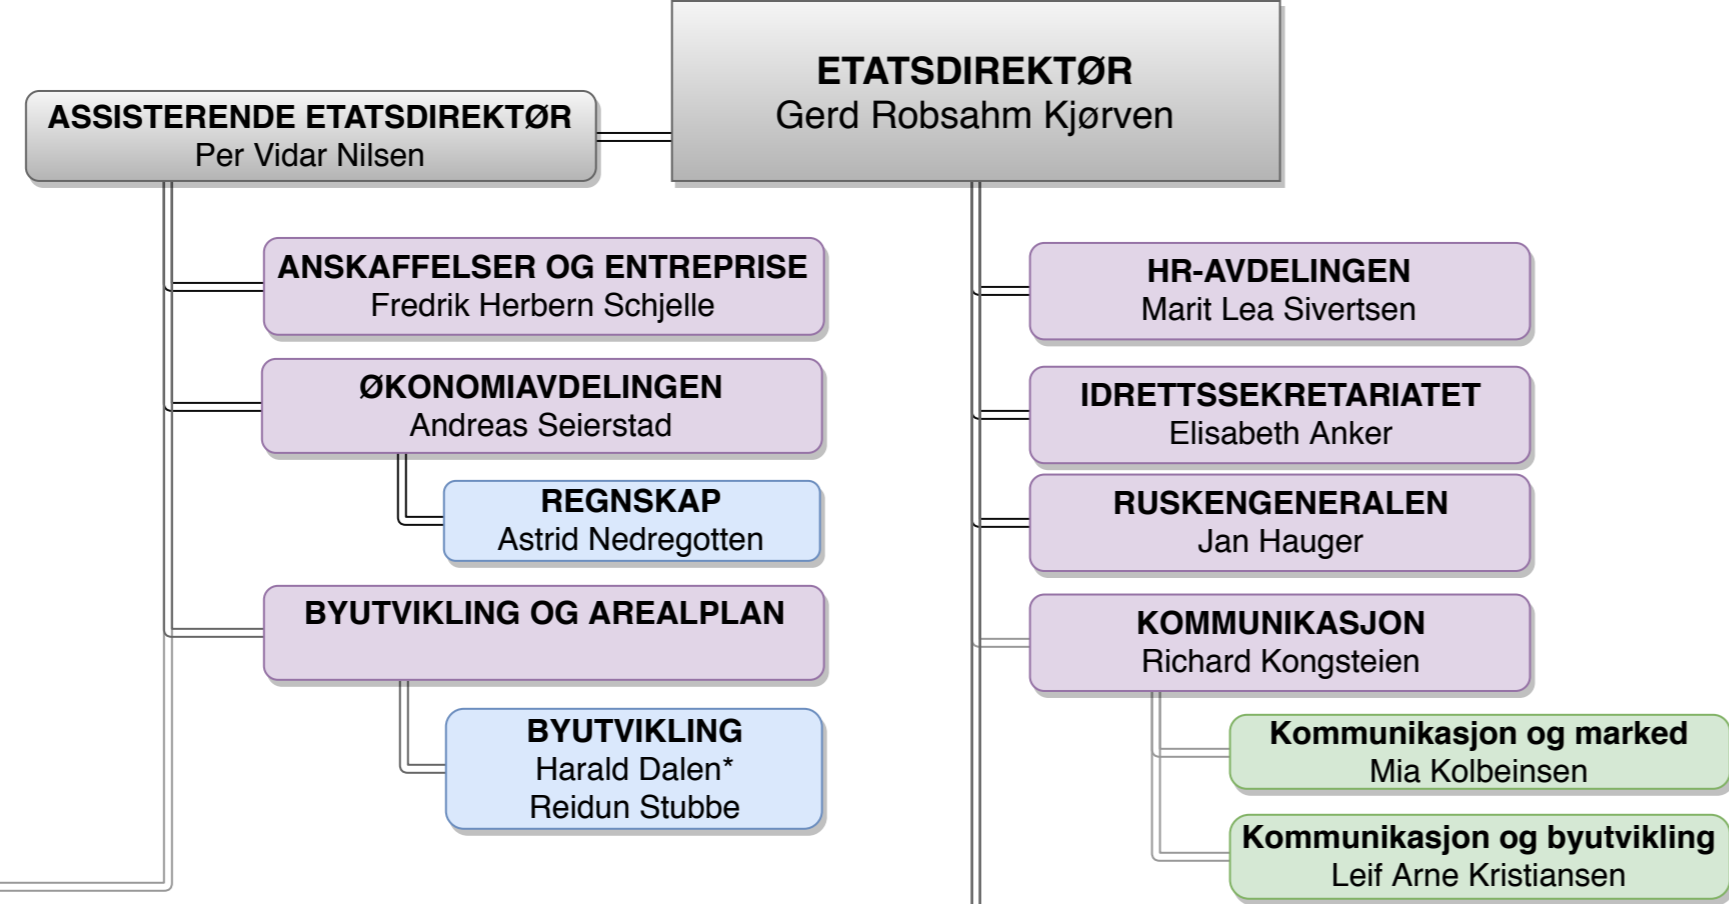 ETATSDIREKTØR
Gerd Robsahm Kjørven
ASSISTERENDE ETATSDIREKTØR
Per Vidar Nilsen
ANSKAFFELSER OG ENTREPRISE
Fredrik Herbern Schjelle
ØKONOMIAVDELINGEN
Andreas Seierstad
REGNSKAP
Astrid Nedregotten
BYUTVIKLING OG AREALPLAN
BYUTVIKLING
Harald Dalen*
Reidun Stubbe
HR-AVDELINGEN
Marit Lea Sivertsen
IDRETTSSEKRETARIATET
Elisabeth Anker
RUSKENGENERALEN
Jan Hauger
KOMMUNIKASJON
Richard Kongsteien
Kommunikasjon og marked
Mia Kolbeinsen
Kommunikasjon og byutvikling
Leif Arne Kristiansen